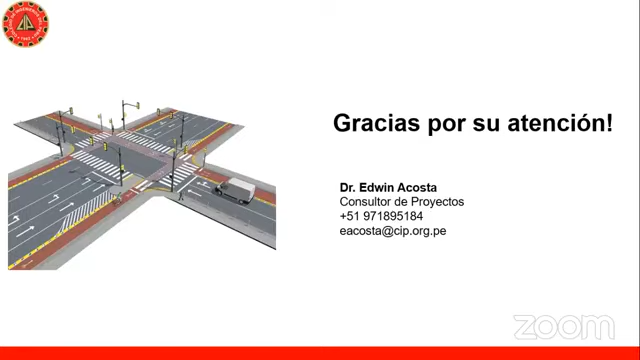 Gracias por su atención!
Dr. Edwin Acosta
Consultor de Proyectos
+51 971895184
eacosta@cip.org.pe
zoom